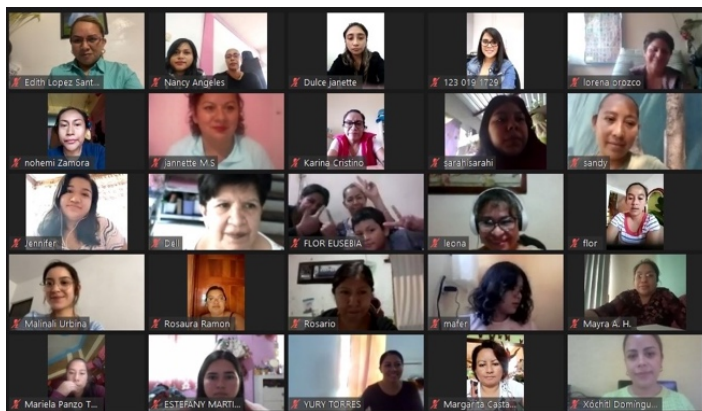 Edith Lopez Sant...
Nancy Angeles
Dulce janette
123 019 1729
lorena orozco
nohemi Zamora
jannette M.S
Karina Cristino
sarahisarahi
sandy
Jennifer.
Dell
FLOR EUSEBIA
leona
flor
Malinali Urbina
Rosaura Ramon
Rosario
mafer
Mayra A. H.
Mariela Panzo T...
ESTEFANY MARTI...
YURY TORRES
Margarita Casta...
Xóchitl Domingu...